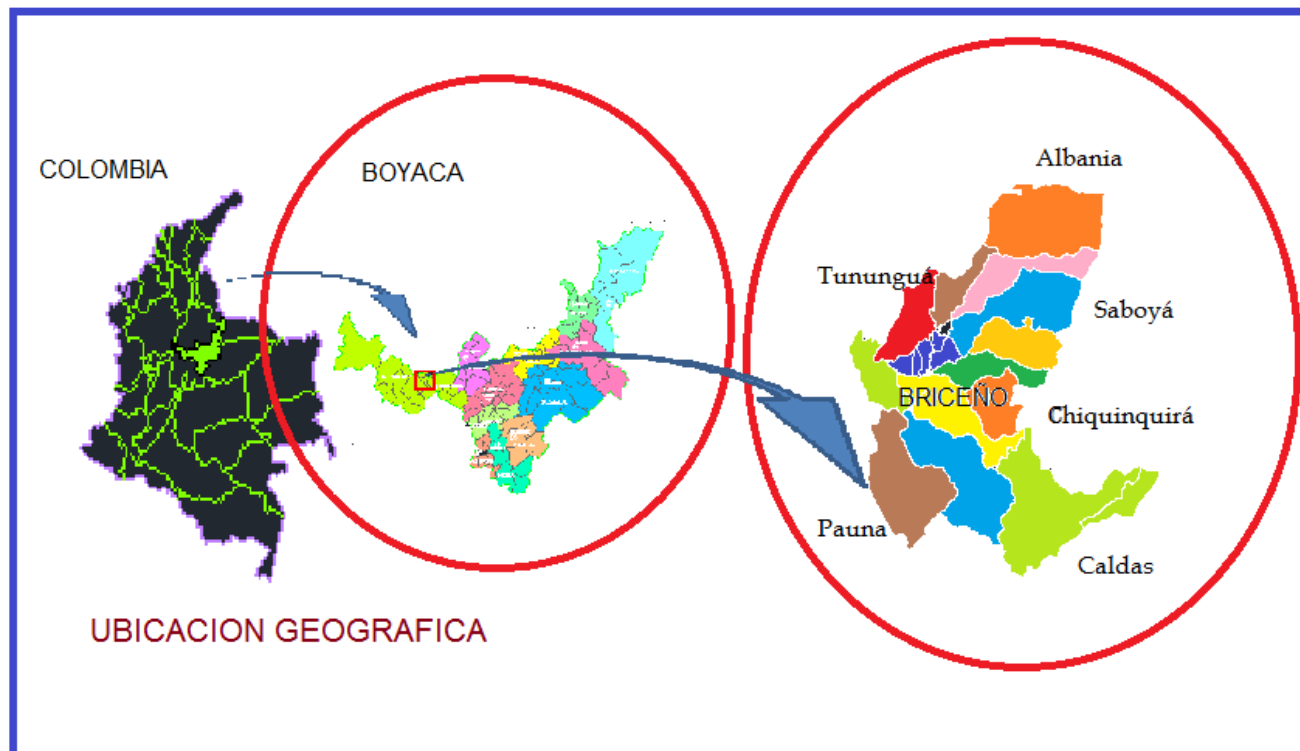 COLOMBIA
BOYACA
Albania
Tununguá
Saboyá
BRICEÑO
Chiquinquirá
Pauna
Caldas
UBICACION GEOGRAFICA